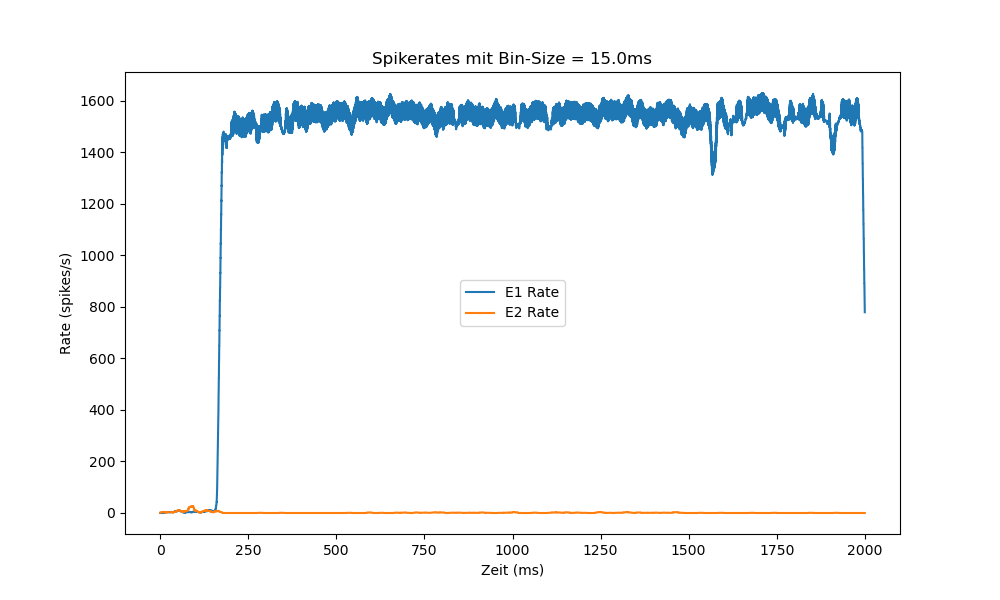 Spikerates mit Bin-Size = 15.0ms
1600
1400
1200
1000
800
600
400
200
0
Rate (spikes/s)
E1 Rate
E2 Rate
0 250 500 750 1000 1250 1500 1750 2000
Zeit (ms)